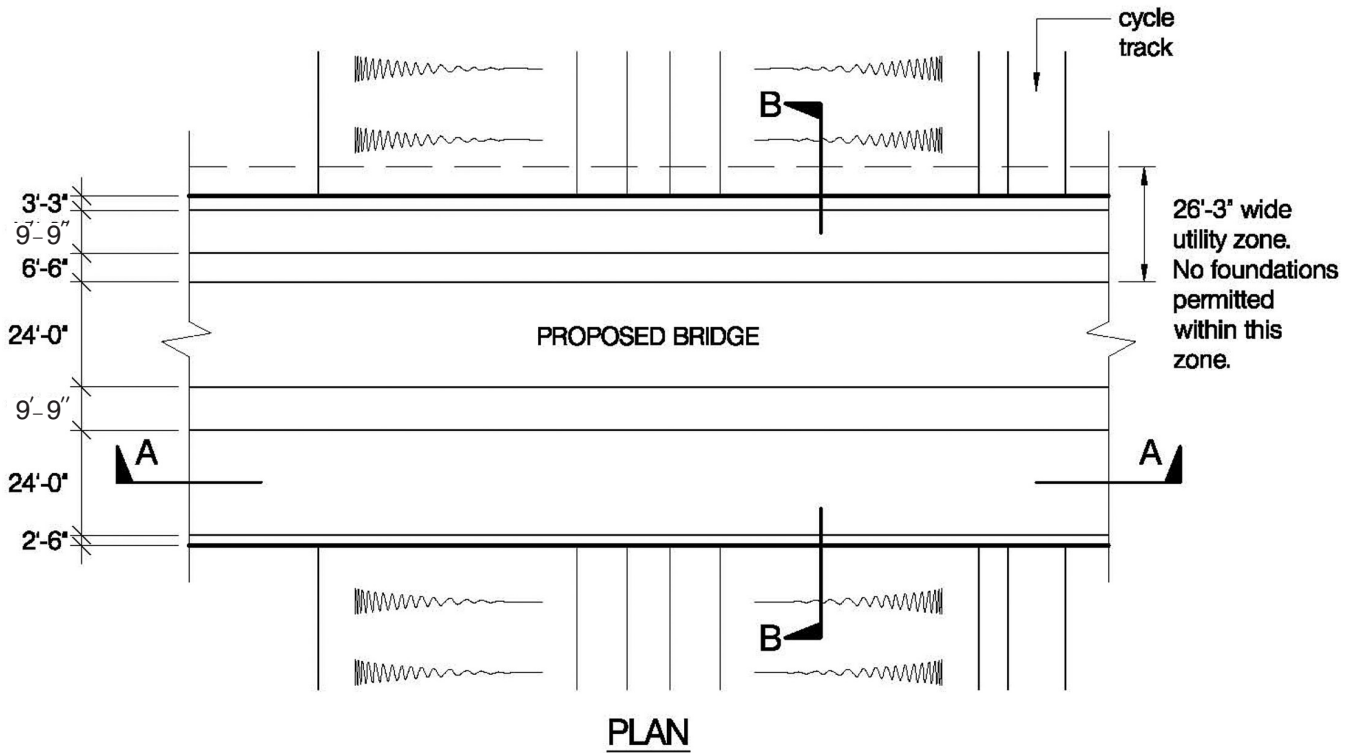 cycle
track
B
3'-3"
9'-9"
6'-6"
26'-3" wide
utility zone.
No foundations
permitted
within this
zone.
24'-0"
PROPOSED BRIDGE
9'-9"
A
A
24'-0"
2'-6"
B
PLAN